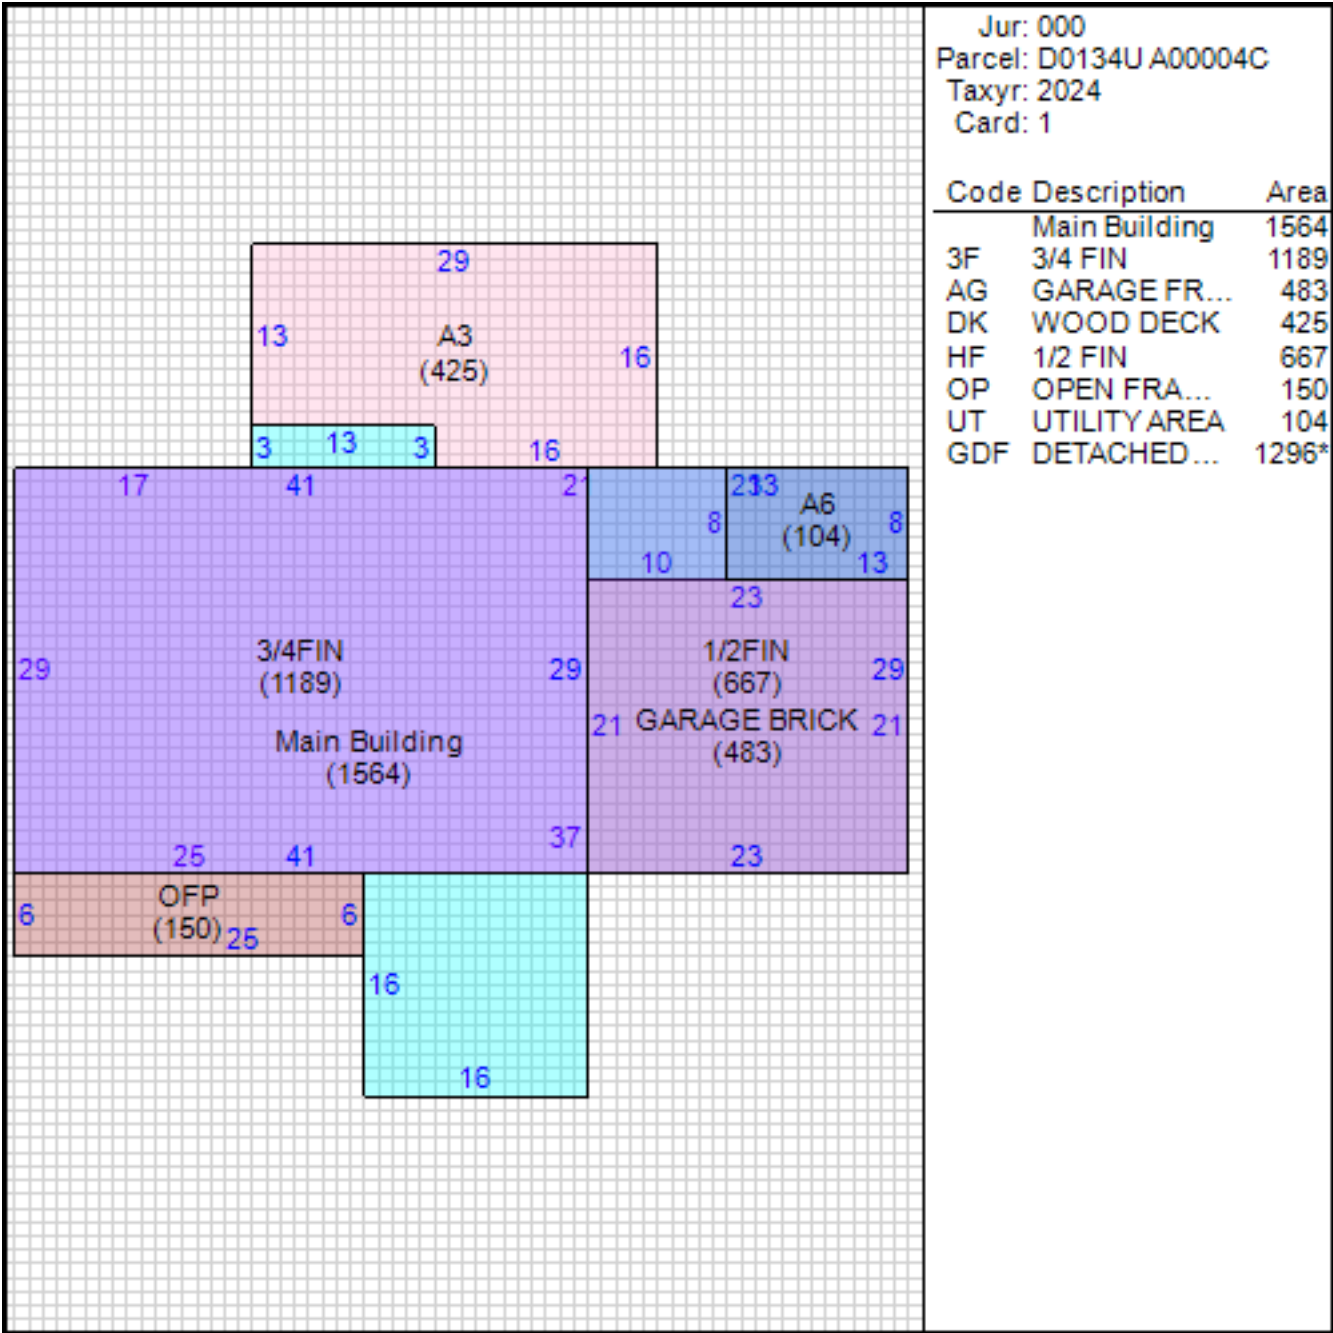 Jur: 000
Parcel: D0134U A00004C
Taxyr: 2024
Card: 1
Code Description Area
Main Building 1564
3F 3/4 FIN 1189
AG GARAGE FR... 483
DK WOOD DECK 425
HF 1/2 FIN 667
OP OPEN FRA... 150
UT UTILITY AREA 104
GDF DETACHED... 1296*
29
13
A3
(425)
16
3 13 3 16
17 41
A6
(104)
8 8
10 13
23
3/4FIN
(1189)
29 29
1/2FIN
(667)
29
21 GARAGE BRICK 21
(483)
Main Building
(1564)
37
25 41 23
OFP
(150)
6 6
25
16
16